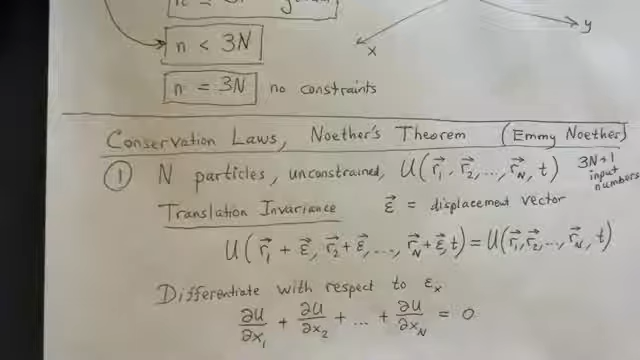 n < 3N
y
x
n = 3N no constraints
Conservation Laws, Noether's Theorem (Emmy Noether)
① N particles, unconstrained, U(r⃗₁, r⃗₂, ..., r⃗_N, t) 3N+1 input numbers
Translation Invariance ε⃗ = displacement vector
U(r⃗₁ + ε⃗, r⃗₂ + ε⃗, ..., r⃗_N + ε⃗, t) = U(r⃗₁, r⃗₂, ..., r⃗_N, t)
Differentiate with respect to εₓ
∂U/∂x₁ + ∂U/∂x₂ + ... + ∂U/∂x_N = 0